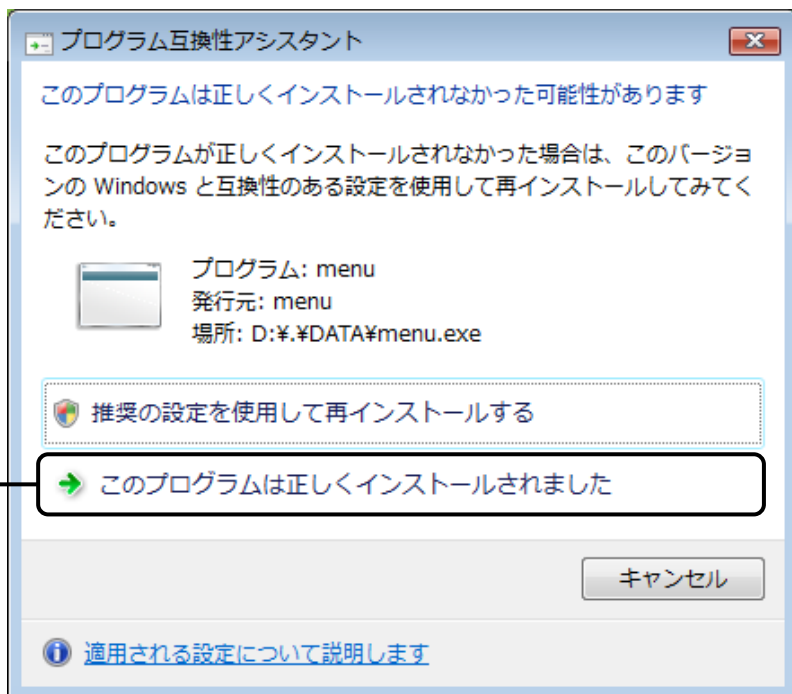 プログラム互換性アシスタント
このプログラムは正しくインストールされなかった可能性があります
このプログラムが正しくインストールされなかった場合は、このバージョ
ンの Windows と互換性のある設定を使用して再インストールしてみてく
ださい。
プログラム: menu
発行元: menu
場所: D:¥.¥DATA¥menu.exe
推奨の設定を使用して再インストールする
このプログラムは正しくインストールされました
キャンセル
適用される設定について説明します